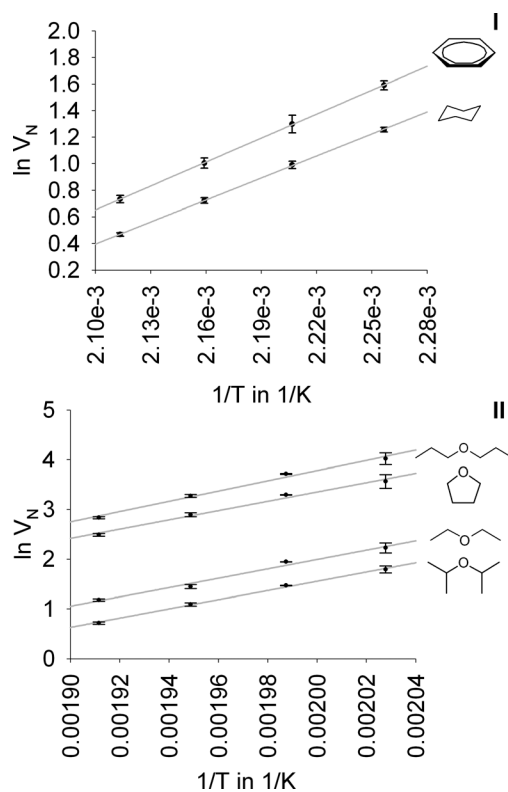 I
2.0
1.8
1.6
1.4
1.2
1.0
0.8
0.6
0.4
0.2
ln V_N
2.10e-3
2.13e-3
2.16e-3
2.19e-3
2.22e-3
2.25e-3
2.28e-3
1/T in 1/K
II
5
4
3
2
1
0
ln V_N
O
O
O
O
0.00190
0.00192
0.00194
0.00196
0.00198
0.00200
0.00202
0.00204
1/T in 1/K